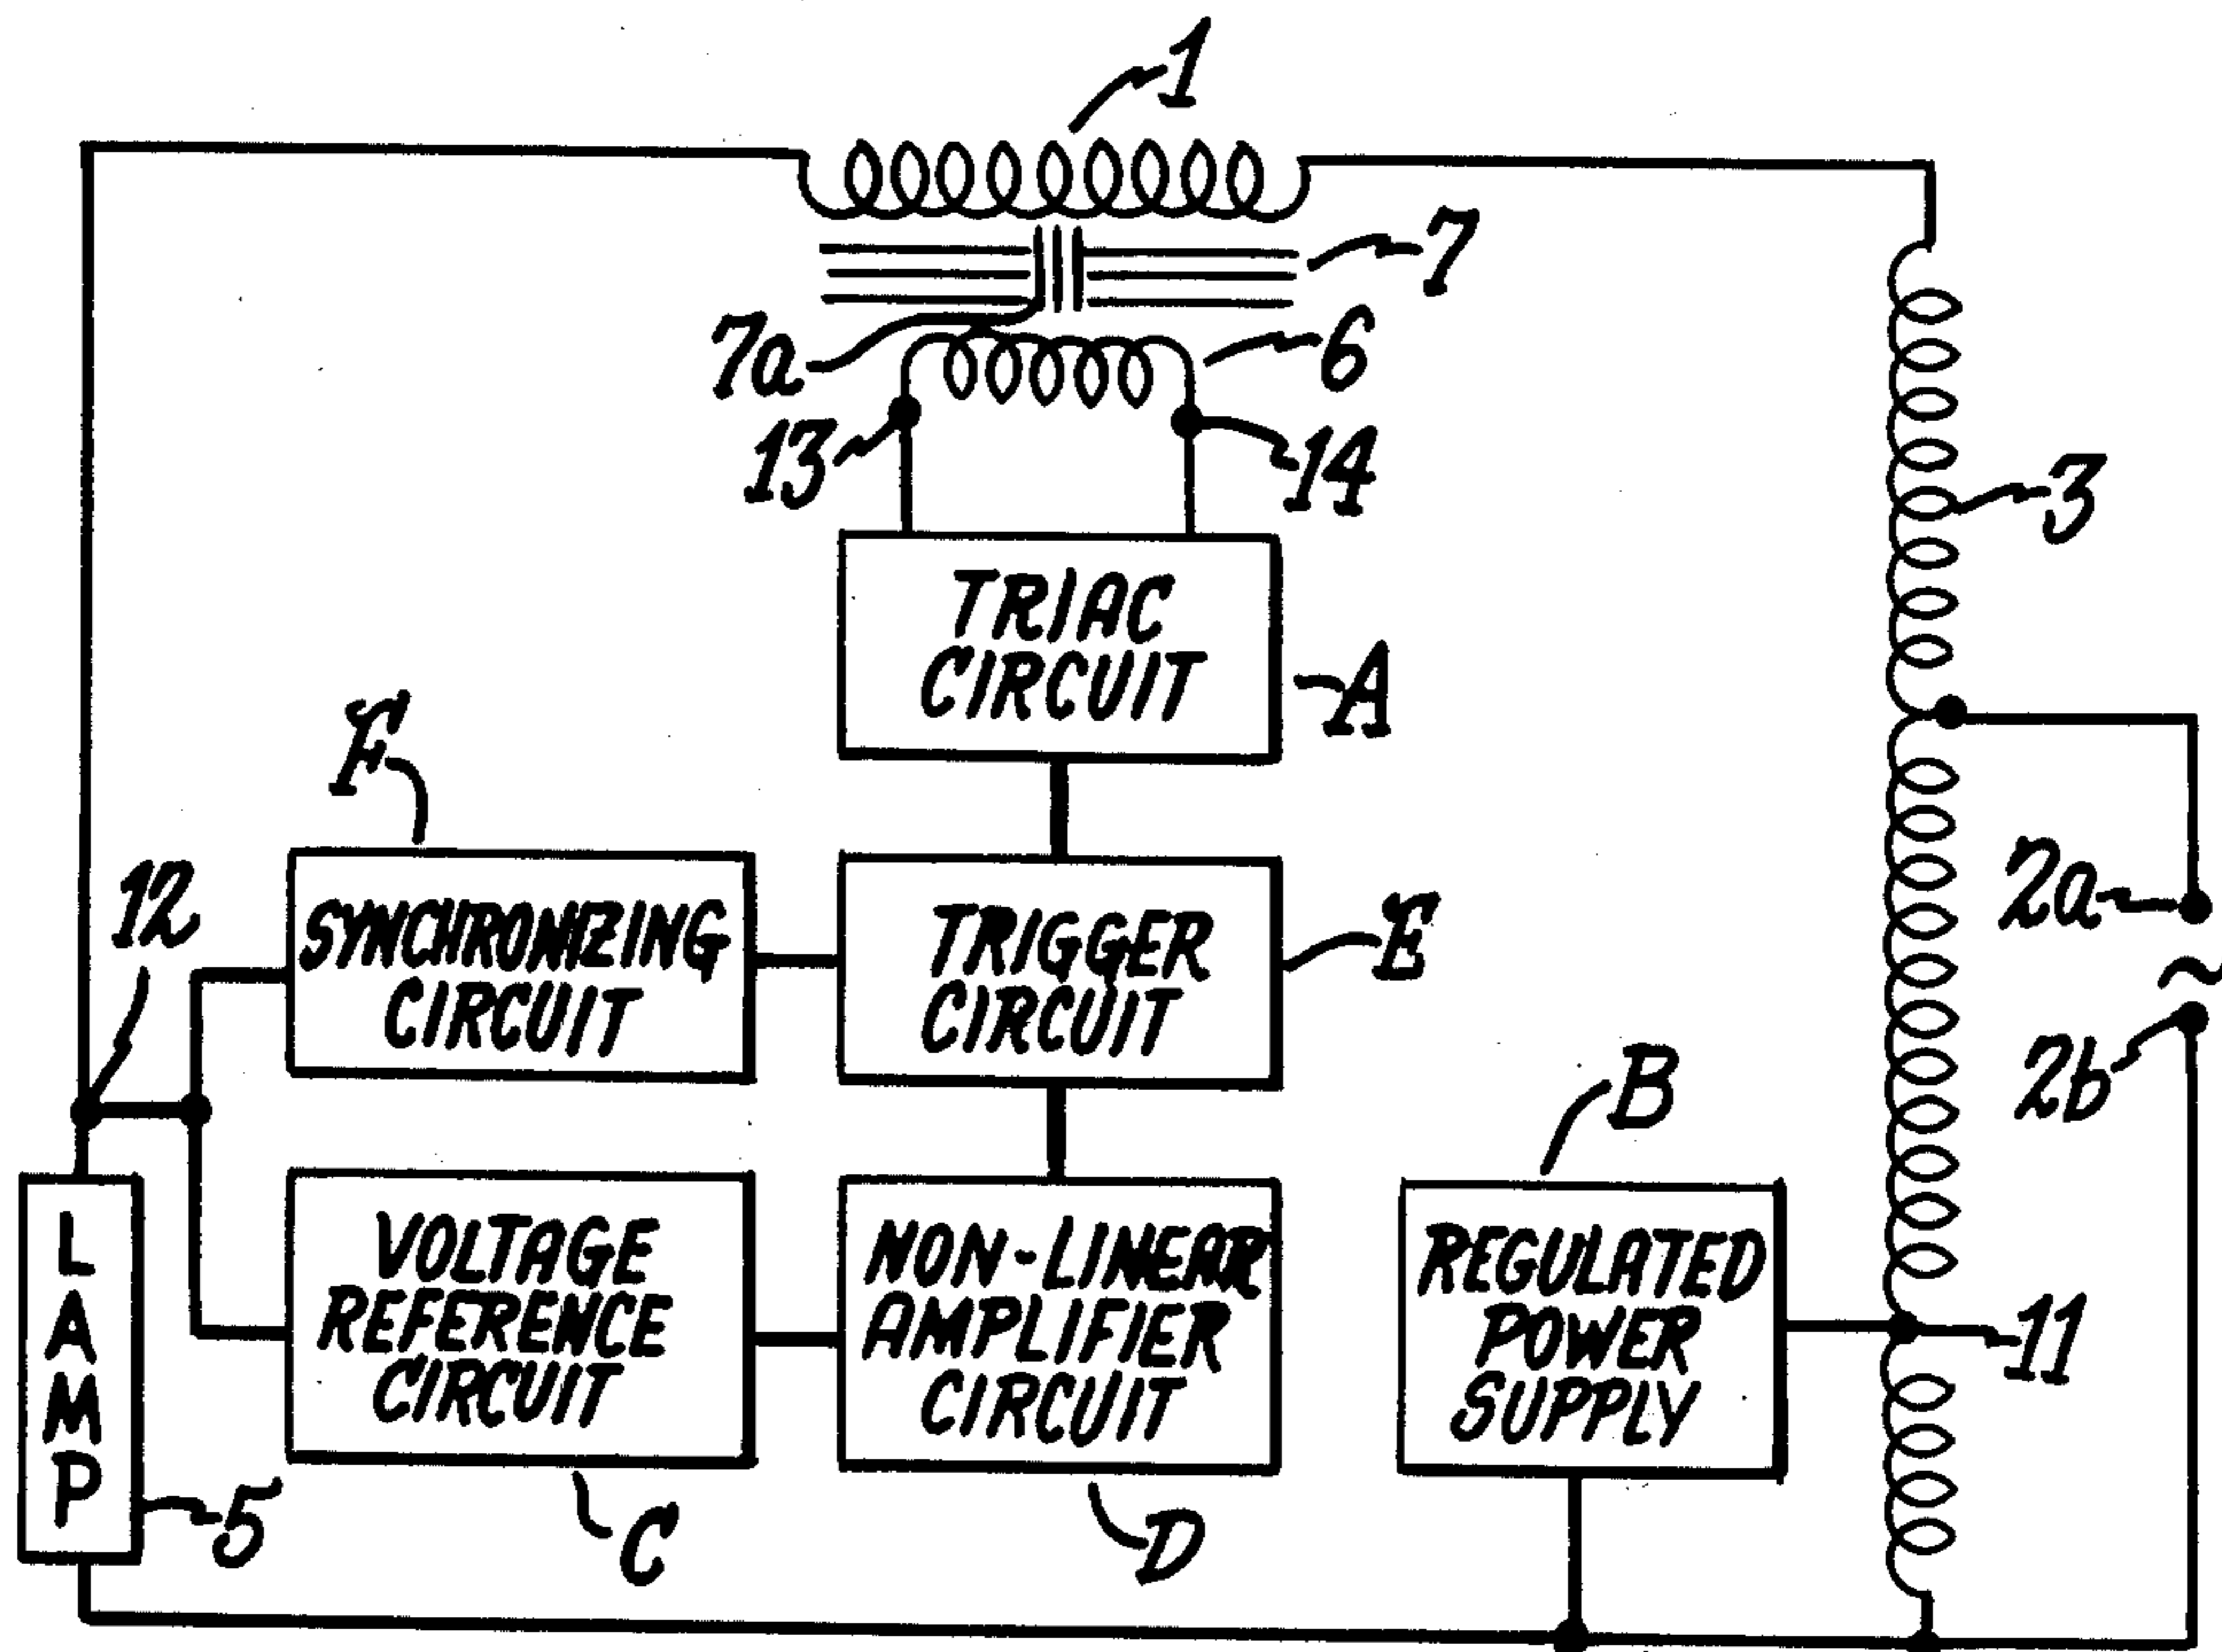 1
7
7a
6
13
14
3
TRIAC
CIRCUIT
A
F
12
2a
SYNCHRONIZING
CIRCUIT
TRIGGER
CIRCUIT
E
~
2b
B
LAMP
VOLTAGE
REFERENCE
CIRCUIT
NON-LINEAR
AMPLIFIER
CIRCUIT
REGULATED
POWER
SUPPLY
11
5
C
D